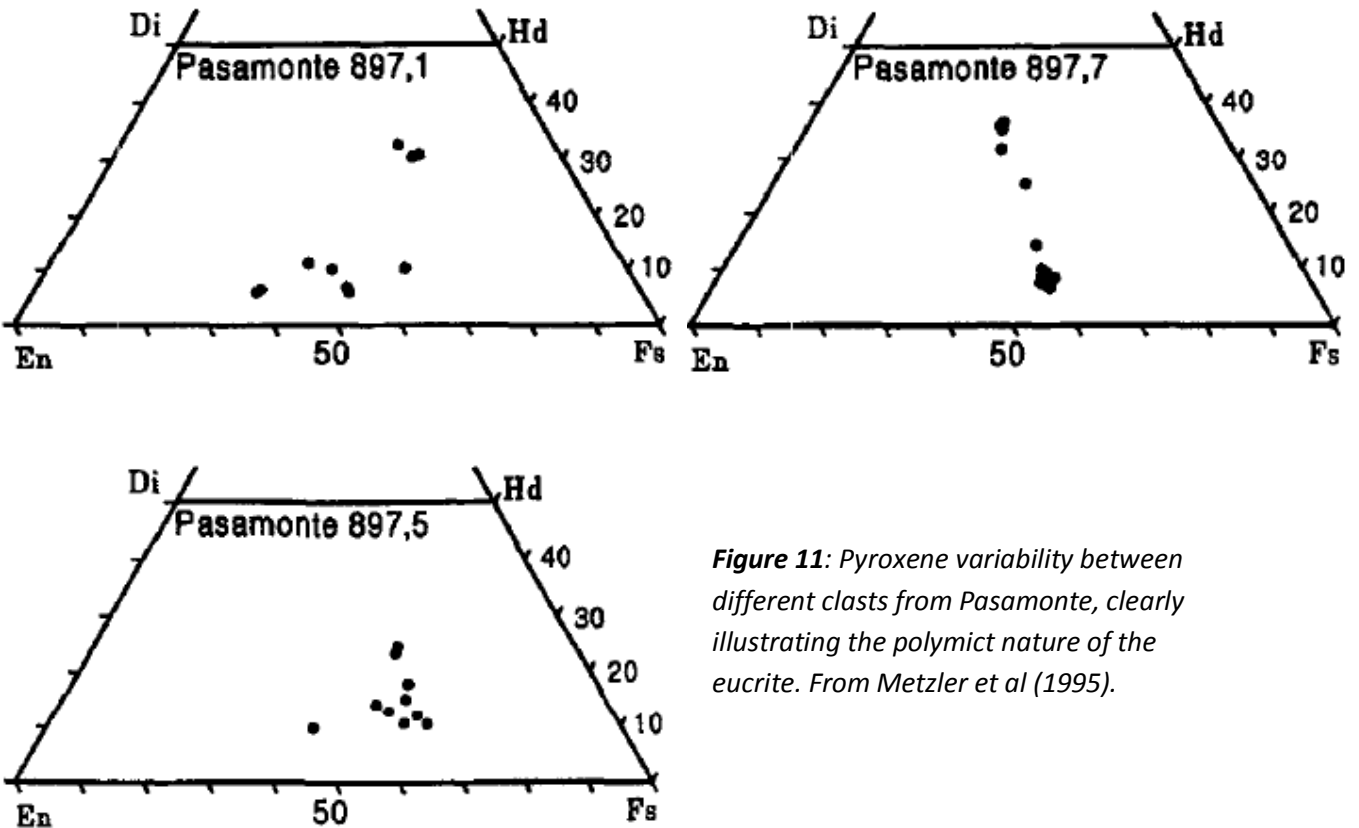 Di Hd
Pasamonte 897,1
40
30
20
10
En 50 Fs
Di Hd
Pasamonte 897,7
40
30
20
10
En 50 Fs
Di Hd
Pasamonte 897,5
40
30
20
10
En 50 Fs
Figure 11: Pyroxene variability between
different clasts from Pasamonte, clearly
illustrating the polymict nature of the
eucrite. From Metzler et al (1995).